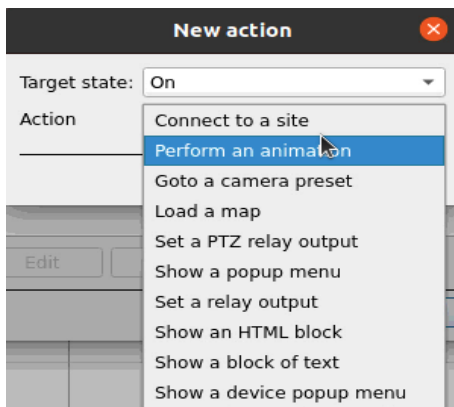 New action
Target state: On
Action
Connect to a site
Perform an animation
Goto a camera preset
Load a map
Set a PTZ relay output
Edit
Show a popup menu
Set a relay output
Show an HTML block
Show a block of text
Show a device popup menu